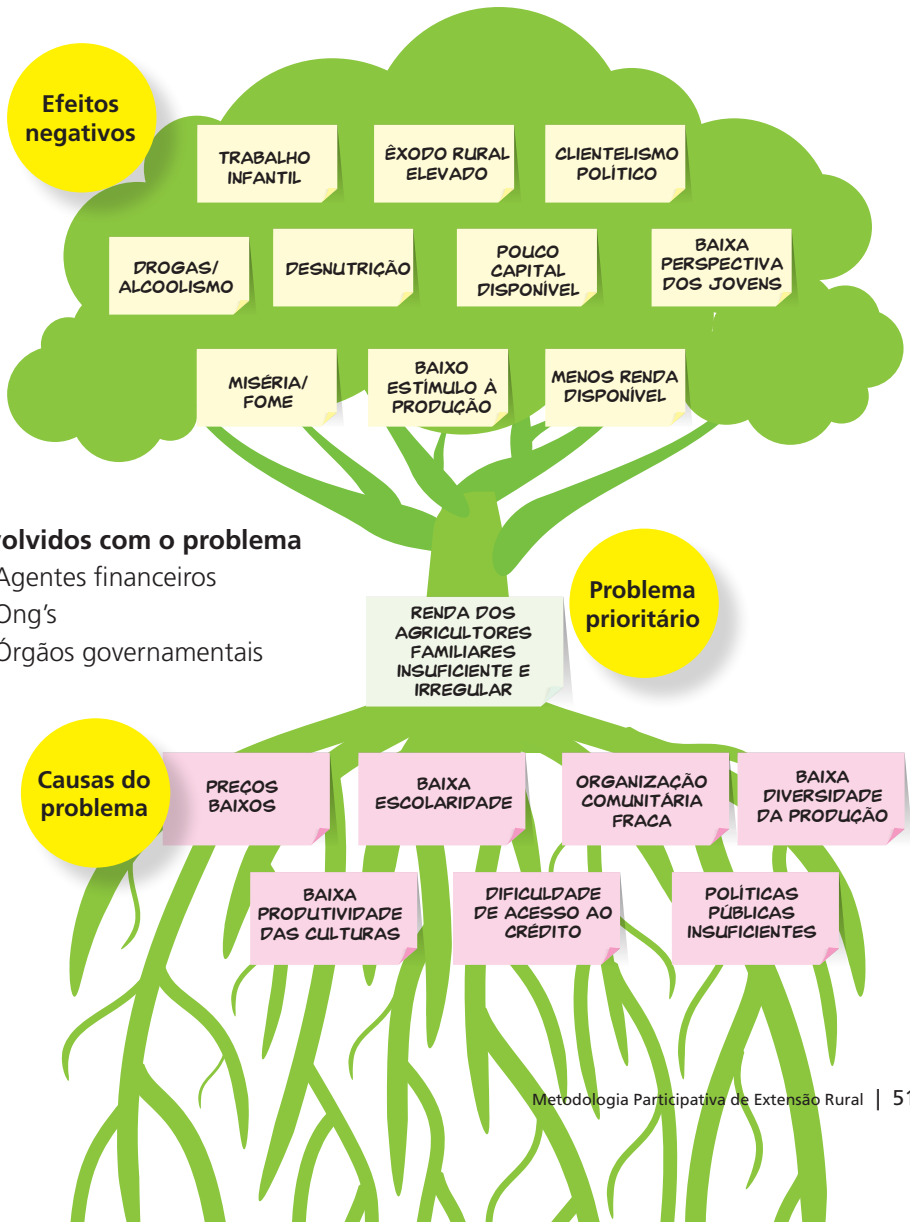 Efeitos
negativos
TRABALHO
INFANTIL
ÊXODO RURAL
ELEVADO
CLIENTELISMO
POLÍTICO
DROGAS/
ALCOOLISMO
DESNUTRIÇÃO
POUCO
CAPITAL
DISPONÍVEL
BAIXA
PERSPECTIVA
DOS JOVENS
MISÉRIA/
FOME
BAIXO
ESTÍMULO À
PRODUÇÃO
MENOS RENDA
DISPONÍVEL
volvidos com o problema
Agentes financeiros
Ong's
Órgãos governamentais
Problema
prioritário
RENDA DOS
AGRICULTORES
FAMILIARES
INSUFICIENTE E
IRREGULAR
Causas do
problema
PREÇOS
BAIXOS
BAIXA
ESCOLARIDADE
ORGANIZAÇÃO
COMUNITÁRIA
FRACA
BAIXA
DIVERSIDADE
DA PRODUÇÃO
BAIXA
PRODUTIVIDADE
DAS CULTURAS
DIFICULDADE
DE ACESSO AO
CRÉDITO
POLÍTICAS
PÚBLICAS
INSUFICIENTES
Metodologia Participativa de Extensão Rural | 51